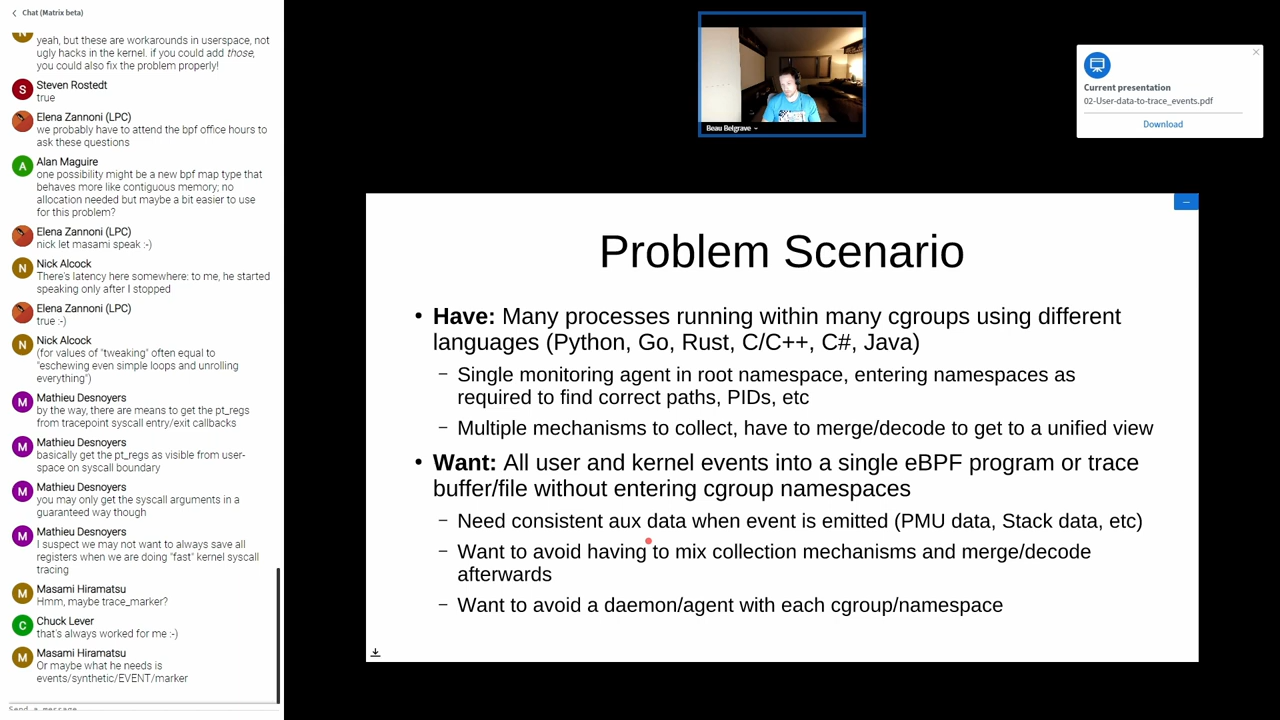 Chat (Matrix beta)
yeah, but these are workarounds in userspace, not
ugly hacks in the kernel. if you could add those,
you could also fix the problem properly!
S
Steven Rostedt
true
Elena Zannoni (LPC)
we probably have to attend the bpf office hours to
ask these questions
A
Alan Maguire
one possibility might be a new bpf map type that
behaves more like contiguous memory; no
allocation needed but maybe a bit easier to use
for this problem?
Elena Zannoni (LPC)
nick let masami speak :-)
N
Nick Alcock
There's latency here somewhere: to me, he started
speaking only after I stopped
Elena Zannoni (LPC)
true :-)
N
Nick Alcock
(for values of "tweaking" often equal to
"eschewing even simple loops and unrolling
everything")
M
Mathieu Desnoyers
by the way, there are means to get the pt_regs
from tracepoint syscall entry/exit callbacks
M
Mathieu Desnoyers
basically get the pt_regs as visible from user-
space on syscall boundary
M
Mathieu Desnoyers
you may only get the syscall arguments in a
guaranteed way though
M
Mathieu Desnoyers
I suspect we may not want to always save all
registers when we are doing "fast" kernel syscall
tracing
M
Masami Hiramatsu
Hmm, maybe trace_marker?
C
Chuck Lever
that's always worked for me :-)
M
Masami Hiramatsu
Or maybe what he needs is
events/synthetic/EVENT/marker
Send a message
Beau Belgrave
Current presentation
02-User-data-to-trace_events.pdf
Download
Problem Scenario
• Have: Many processes running within many cgroups using different
languages (Python, Go, Rust, C/C++, C#, Java)
– Single monitoring agent in root namespace, entering namespaces as
required to find correct paths, PIDs, etc
– Multiple mechanisms to collect, have to merge/decode to get to a unified view
• Want: All user and kernel events into a single eBPF program or trace
buffer/file without entering cgroup namespaces
– Need consistent aux data when event is emitted (PMU data, Stack data, etc)
– Want to avoid having to mix collection mechanisms and merge/decode
afterwards
– Want to avoid a daemon/agent with each cgroup/namespace